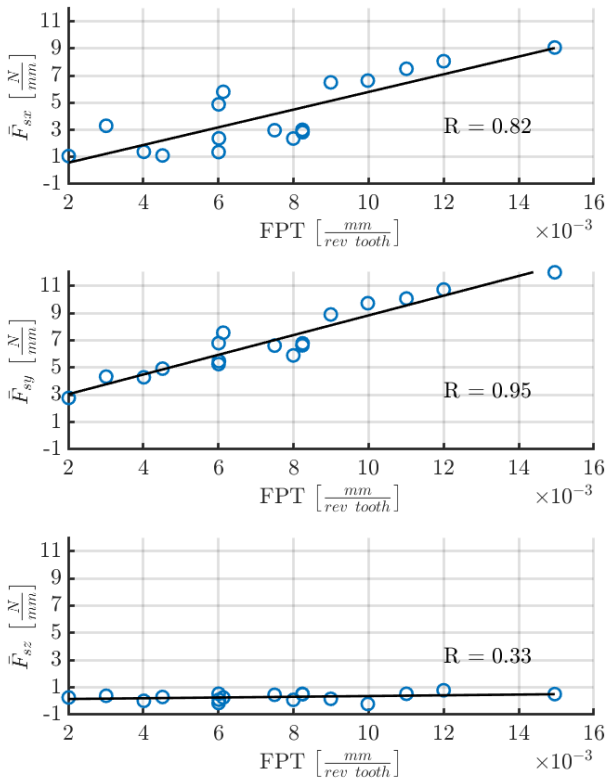 11
9
7
5
3
1
-1
F̄sx [N/mm]
R = 0.82
2 4 6 8 10 12 14 16
FPT [mm/rev tooth] ×10⁻³
11
9
7
5
3
1
-1
F̄sy [N/mm]
R = 0.95
2 4 6 8 10 12 14 16
FPT [mm/rev tooth] ×10⁻³
11
9
7
5
3
1
-1
F̄sz [N/mm]
R = 0.33
2 4 6 8 10 12 14 16
FPT [mm/rev tooth] ×10⁻³